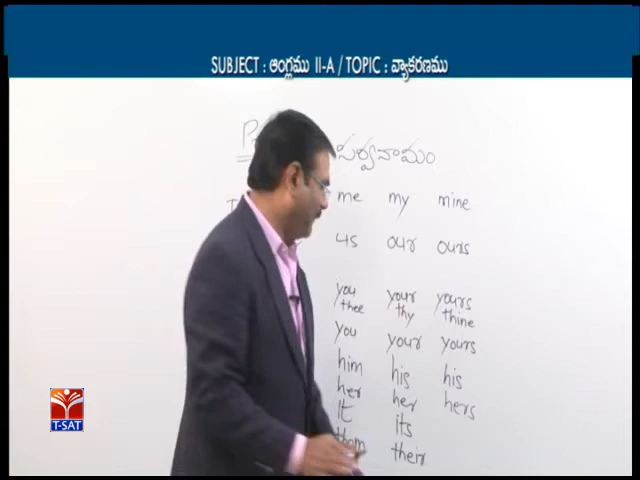 SUBJECT : ఆంగ్లము II-A / TOPIC : వ్యాకరణము
సర్వనామం
me my mine
us our ours
you your yours
thee thy thine
you your yours
him his his
her her hers
It its
them their
T-SAT